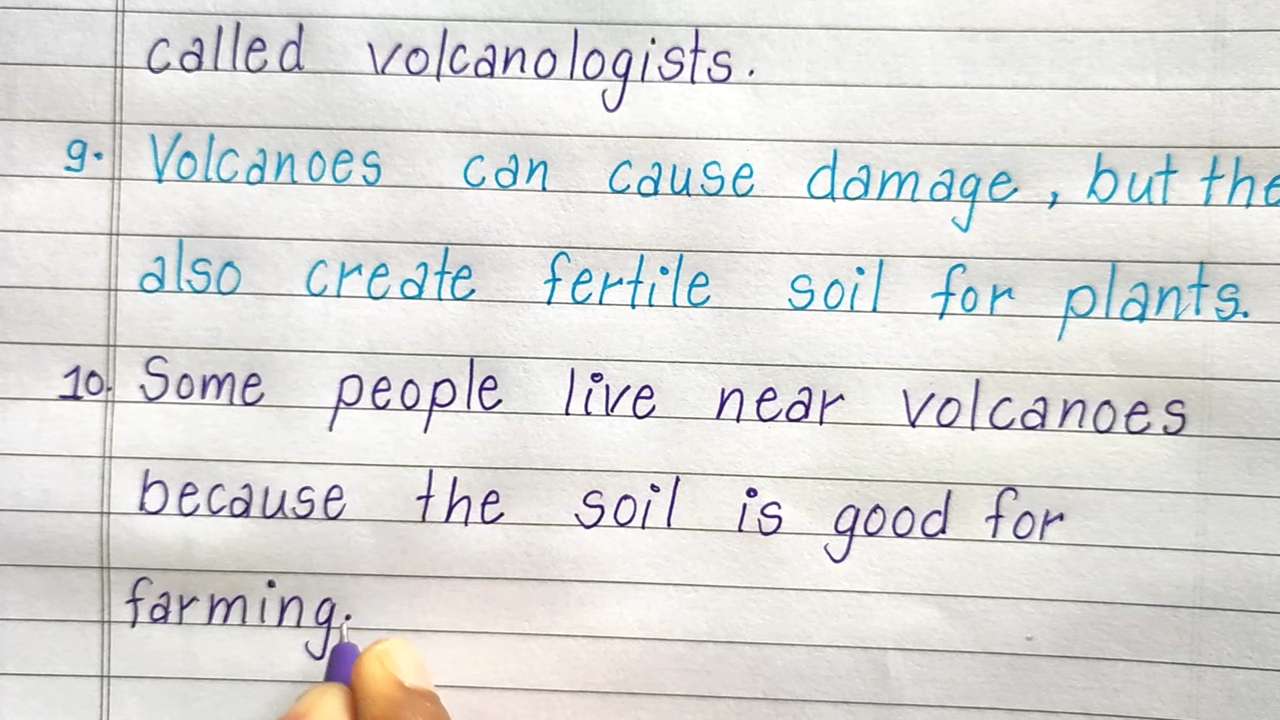 called volcanologists.
9. Volcanoes can cause damage, but the
also create fertile soil for plants.
10. Some people live near volcanoes
because the soil is good for
farming.